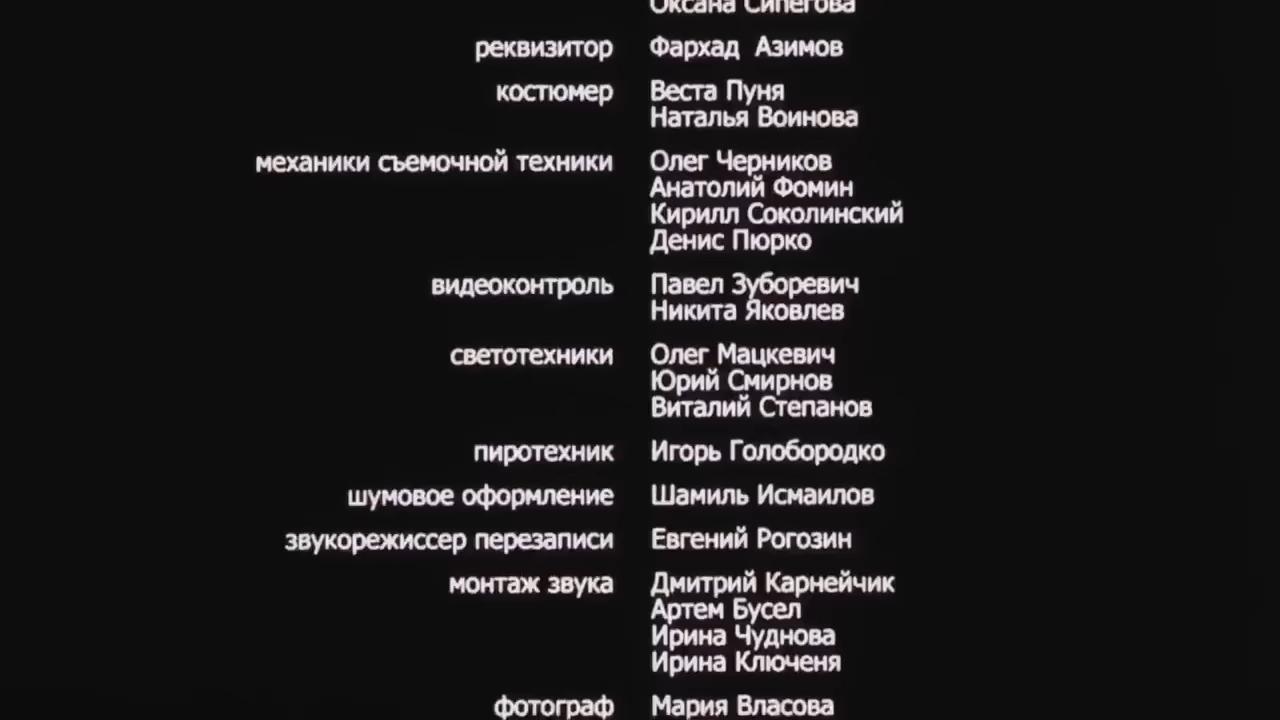 Оксана Сипегова
реквизитор Фархад Азимов
костюмер Веста Пуня
Наталья Воинова
механики съемочной техники Олег Черников
Анатолий Фомин
Кирилл Соколинский
Денис Пюрко
видеоконтроль Павел Зуборевич
Никита Яковлев
светотехники Олег Мацкевич
Юрий Смирнов
Виталий Степанов
пиротехник Игорь Голобородко
шумовое оформление Шамиль Исмаилов
звукорежиссер перезаписи Евгений Рогозин
монтаж звука Дмитрий Карнейчик
Артем Бусел
Ирина Чуднова
Ирина Ключеня
фотограф Мария Власова